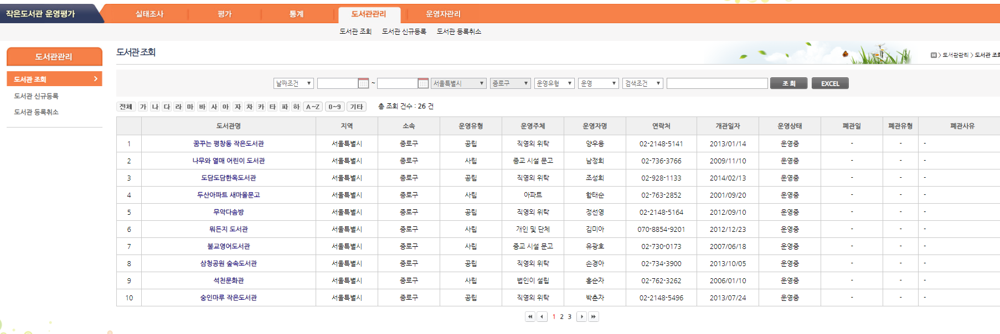 작은도서관 운영평가 실태조사 평가 통계 도서관관리 운영자관리
도서관 조회 도서관 신규등록 도서관 등록취소
도서관관리
도서관 조회
도서관 신규등록
도서관 등록취소
도서관 조회
> 도서관관리 > 도서관 조회
날짜조건 ~ 서울특별시 종로구 운영유형 운영 검색조건 조 회 EXCEL
전체 가 나 다 라 마 바 사 아 자 차 카 타 파 하 A~Z 0~9 기타 총 조회 건수 : 26 건
도서관명 지역 소속 운영유형 운영주체 운영자명 연락처 개관일자 운영상태 폐관일 폐관유형 폐관사유
1 꿈꾸는 평창동 작은도서관 서울특별시 종로구 공립 직영외 위탁 양우용 02-2148-5141 2013/01/14 운영중 - - -
2 나무와 열매 어린이 도서관 서울특별시 종로구 사립 종교 시설 문고 남정희 02-736-3766 2009/11/10 운영중 - - -
3 도담도담한옥도서관 서울특별시 종로구 공립 직영외 위탁 조성희 02-928-1133 2014/02/13 운영중 - - -
4 두산아파트 새마을문고 서울특별시 종로구 사립 아파트 함태순 02-763-2852 2001/09/20 운영중 - - -
5 무악다솜방 서울특별시 종로구 공립 직영외 위탁 정선영 02-2148-5164 2012/09/10 운영중 - - -
6 뭐든지 도서관 서울특별시 종로구 사립 개인 및 단체 김미아 070-8854-9201 2012/12/23 운영중 - - -
7 불교영어도서관 서울특별시 종로구 사립 종교 시설 문고 유광호 02-730-0173 2007/06/18 운영중 - - -
8 삼청공원 숲속도서관 서울특별시 종로구 공립 직영외 위탁 손경아 02-734-3900 2013/10/05 운영중 - - -
9 석천문화관 서울특별시 종로구 사립 법인이 설립 홍순자 02-762-3262 2006/01/10 운영중 - - -
10 숭인마루 작은도서관 서울특별시 종로구 공립 직영외 위탁 박춘자 02-2148-5496 2013/07/24 운영중 - - -
1 2 3